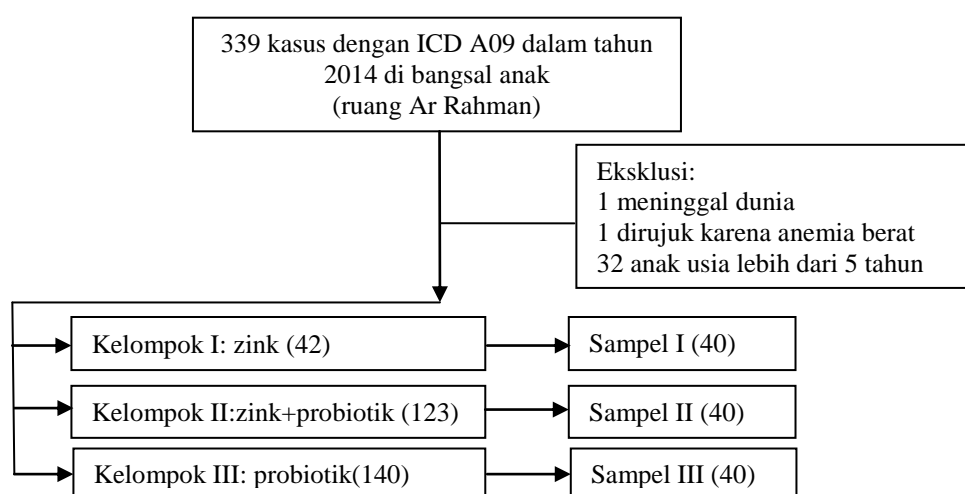 339 kasus dengan ICD A09 dalam tahun
2014 di bangsal anak
(ruang Ar Rahman)
Eksklusi:
1 meninggal dunia
1 dirujuk karena anemia berat
32 anak usia lebih dari 5 tahun
Kelompok I: zink (42)
Sampel I (40)
Kelompok II:zink+probiotik (123)
Sampel II (40)
Kelompok III: probiotik(140)
Sampel III (40)